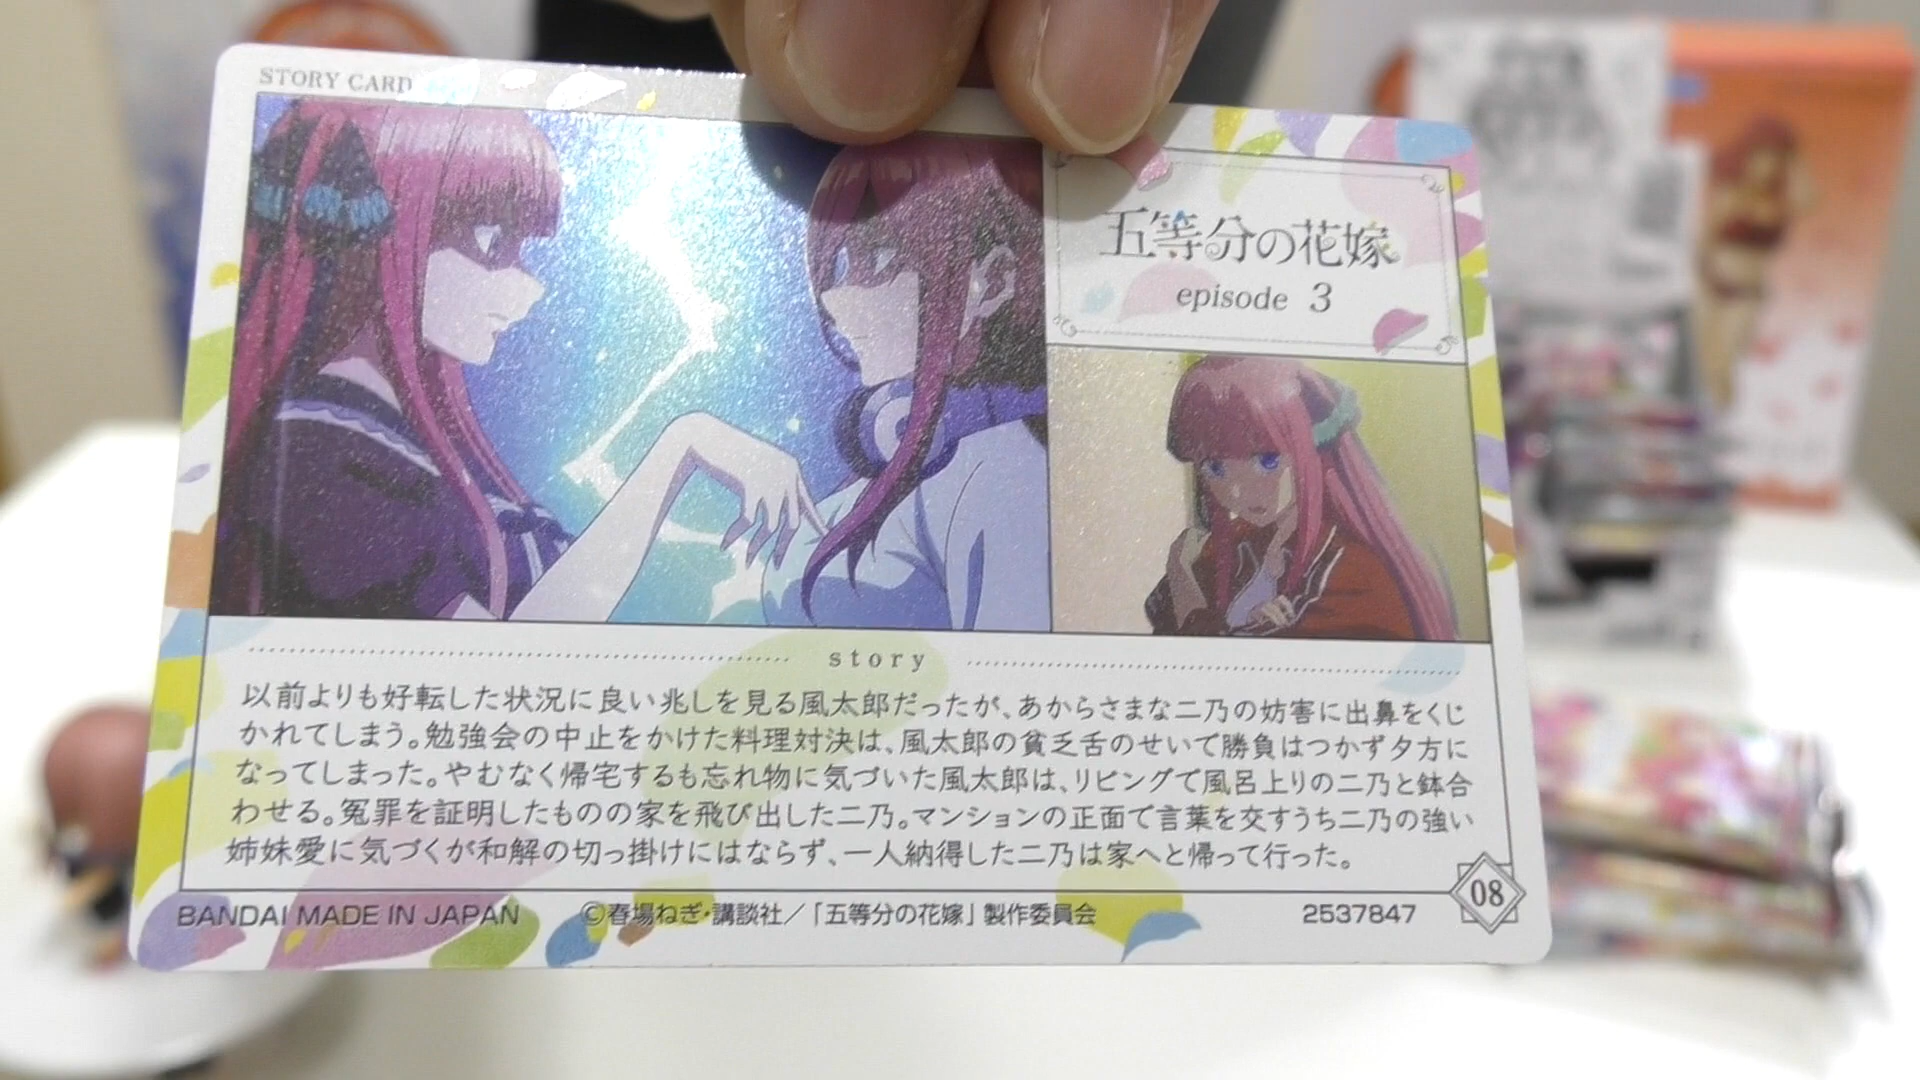 STORY CARD
五等分の花嫁
episode 3
story
以前よりも好転した状況に良い兆しを見る風太郎だったが、あからさまな二乃の妨害に出鼻をくじ
かれてしまう。勉強会の中止をかけた料理対決は、風太郎の貧乏舌のせいで勝負はつかず夕方に
なってしまった。やむなく帰宅するも忘れ物に気づいた風太郎は、リビングで風呂上りの二乃と鉢合
わせる。冤罪を証明したものの家を飛び出した二乃。マンションの正面で言葉を交すうち二乃の強い
姉妹愛に気づくが和解の切っ掛けにはならず、一人納得した二乃は家へと帰って行った。
08
BANDAI MADE IN JAPAN ©春場ねぎ・講談社/「五等分の花嫁」製作委員会 2537847